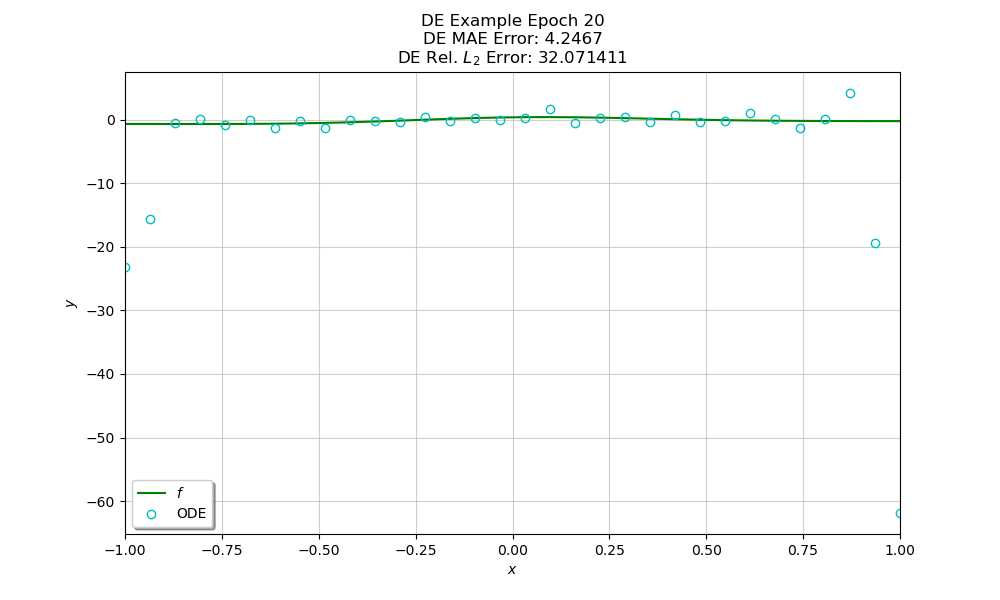 DE Example Epoch 20
DE MAE Error: 4.2467
DE Rel. $L_2$ Error: 32.071411
0
−10
−20
−30
−40
−50
−60
y
f
ODE
−1.00 −0.75 −0.50 −0.25 0.00 0.25 0.50 0.75 1.00
x